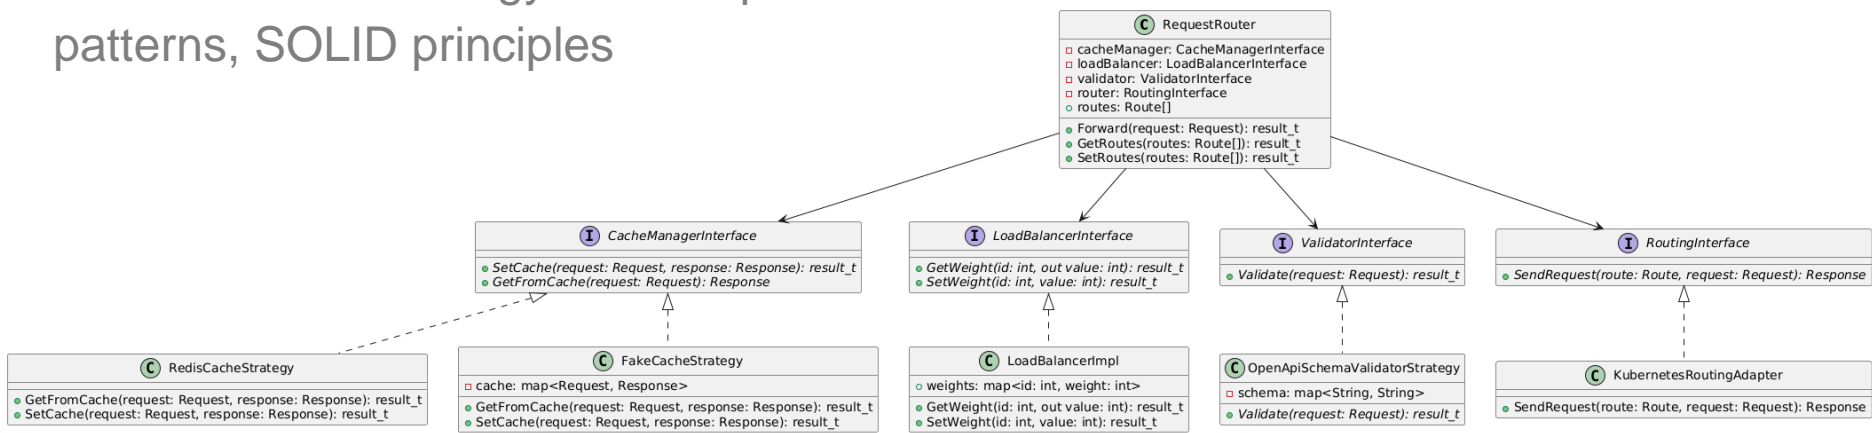 patterns, SOLID principles
C RequestRouter
cacheManager: CacheManagerInterface
loadBalancer: LoadBalancerInterface
validator: ValidatorInterface
router: RoutingInterface
routes: Route[]
Forward(request: Request): result_t
GetRoutes(routes: Route[]): result_t
SetRoutes(routes: Route[]): result_t
I CacheManagerInterface
SetCache(request: Request, response: Response): result_t
GetFromCache(request: Request): Response
I LoadBalancerInterface
GetWeight(id: int, out value: int): result_t
SetWeight(id: int, value: int): result_t
I ValidatorInterface
Validate(request: Request): result_t
I RoutingInterface
SendRequest(route: Route, request: Request): Response
C RedisCacheStrategy
GetFromCache(request: Request, response: Response): result_t
SetCache(request: Request, response: Response): result_t
C FakeCacheStrategy
cache: map<Request, Response>
GetFromCache(request: Request, response: Response): result_t
SetCache(request: Request, response: Response): result_t
C LoadBalancerImpl
weights: map<id: int, weight: int>
GetWeight(id: int, out value: int): result_t
SetWeight(id: int, value: int): result_t
C OpenApiSchemaValidatorStrategy
schema: map<String, String>
Validate(request: Request): result_t
C KubernetesRoutingAdapter
SendRequest(route: Route, request: Request): Response